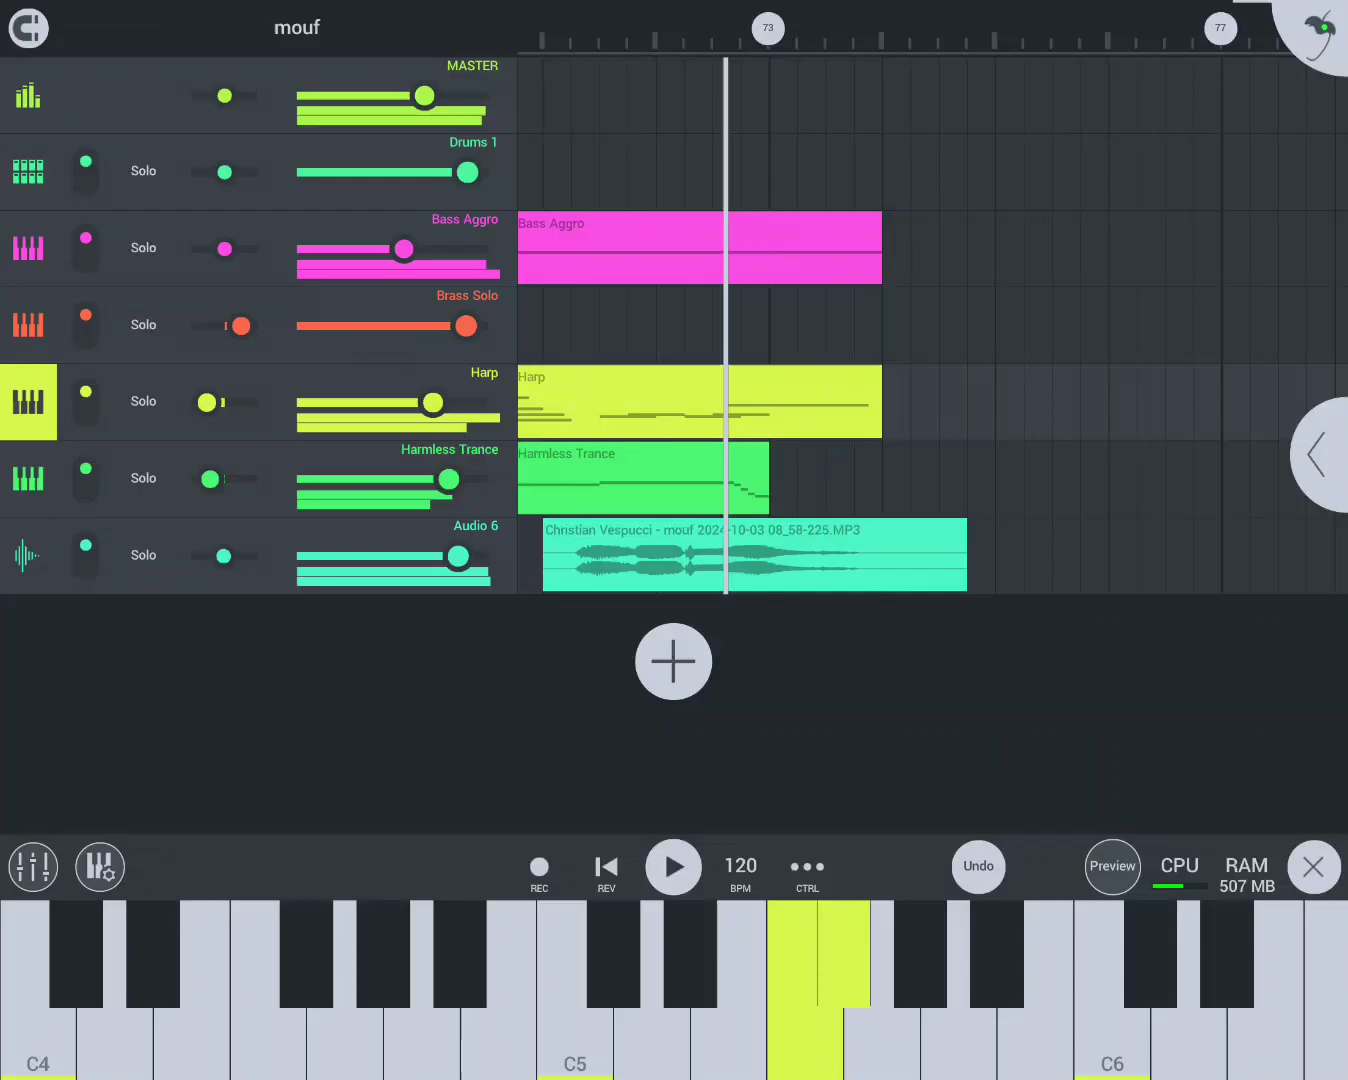 mouf
73
77
MASTER
Drums 1
Solo
Bass Aggro
Solo
Bass Aggro
Brass Solo
Solo
Harp
Solo
Harp
Harmless Trance
Solo
Harmless Trance
Audio 6
Solo
Christian Vespucci - mouf 2024-10-03 08_58-225.MP3
REC
REV
120
BPM
CTRL
Undo
Preview
CPU
RAM
507 MB
C4
C5
C6